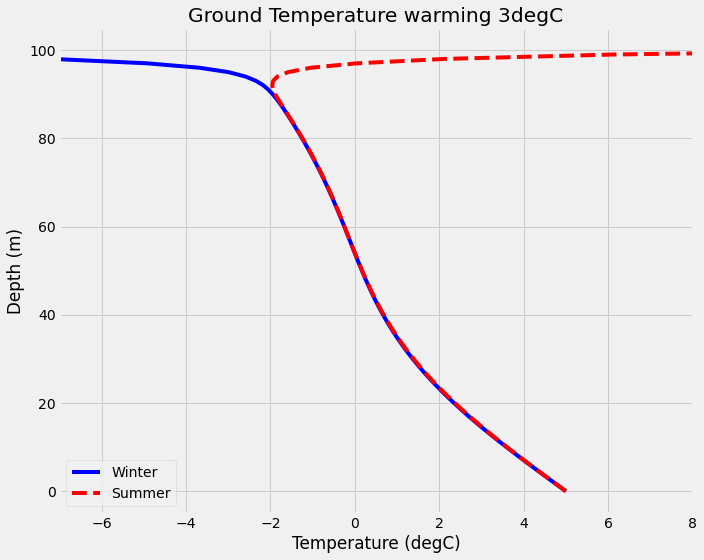 Ground Temperature warming 3degC
100
80
60
40
20
0
Depth (m)
Winter
Summer
−6 −4 −2 0 2 4 6 8
Temperature (degC)